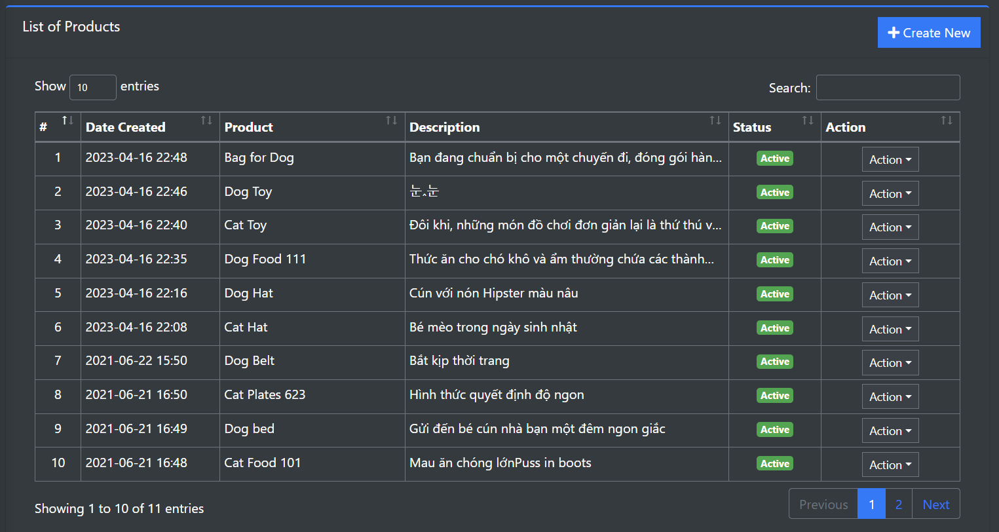 List of Products
Create New
Show 10 entries
Search:
# Date Created Product Description Status Action
1 2023-04-16 22:48 Bag for Dog Bạn đang chuẩn bị cho một chuyến đi, đóng gói hàn... Active Action
2 2023-04-16 22:46 Dog Toy 눈‸눈 Active Action
3 2023-04-16 22:40 Cat Toy Đôi khi, những món đồ chơi đơn giản lại là thứ thú v... Active Action
4 2023-04-16 22:35 Dog Food 111 Thức ăn cho chó khô và ẩm thường chứa các thành... Active Action
5 2023-04-16 22:16 Dog Hat Cún với nón Hipster màu nâu Active Action
6 2023-04-16 22:08 Cat Hat Bé mèo trong ngày sinh nhật Active Action
7 2021-06-22 15:50 Dog Belt Bắt kịp thời trang Active Action
8 2021-06-21 16:50 Cat Plates 623 Hình thức quyết định độ ngon Active Action
9 2021-06-21 16:49 Dog bed Gửi đến bé cún nhà bạn một đêm ngon giấc Active Action
10 2021-06-21 16:48 Cat Food 101 Mau ăn chóng lớnPuss in boots Active Action
Showing 1 to 10 of 11 entries
Previous 1 2 Next